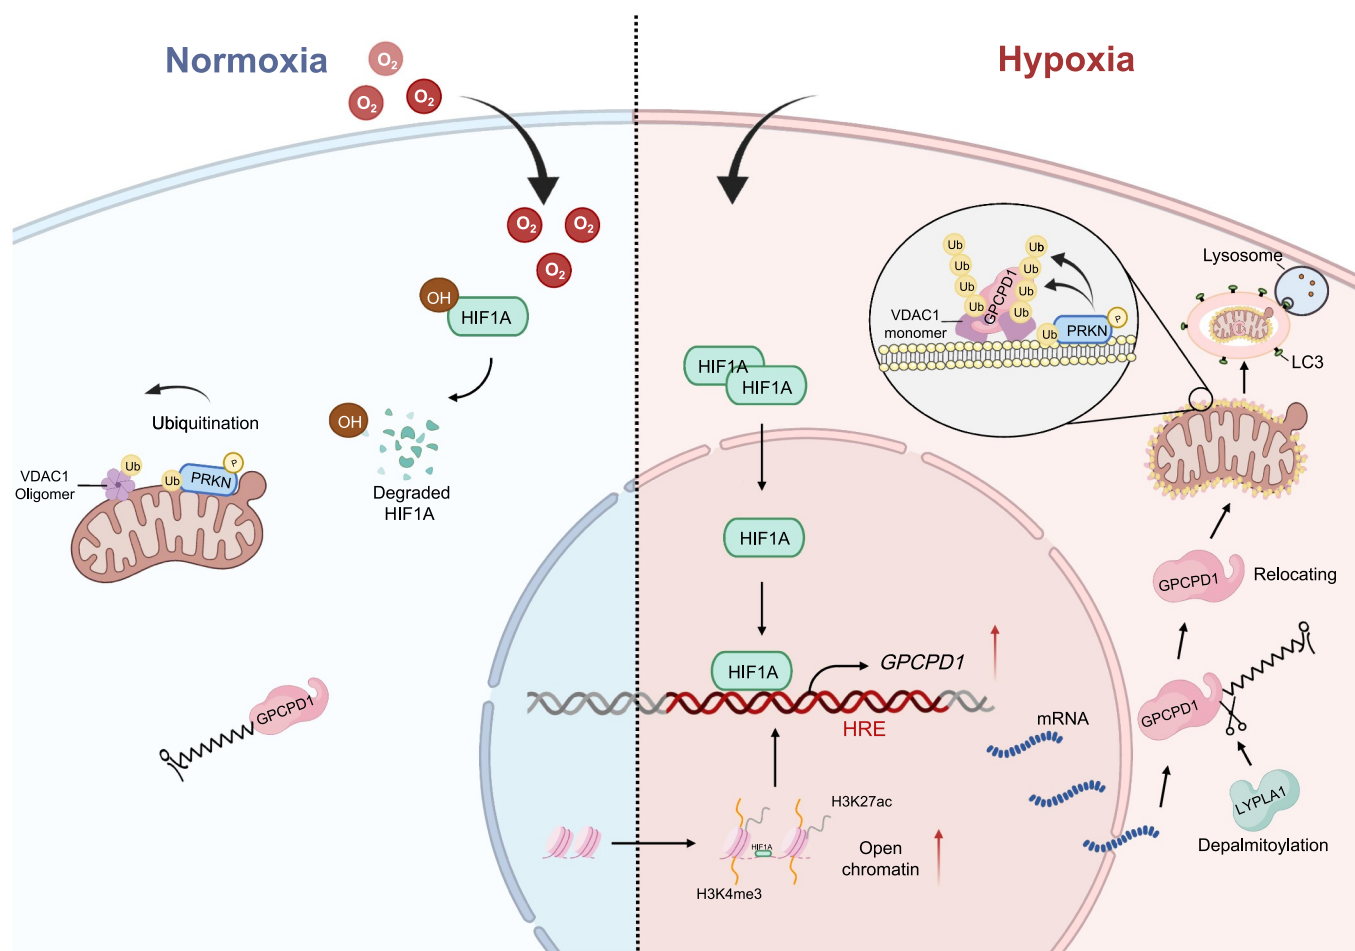 Normoxia
Hypoxia
O2
O2
O2
O2
O2
O2
OH
HIF1A
OH
Degraded
HIF1A
Ubiquitination
VDAC1
Oligomer
Ub
Ub
PRKN
P
GPCPD1
HIF1A
HIF1A
HIF1A
HIF1A
GPCPD1
HRE
mRNA
H3K27ac
HIF1A
H3K4me3
Open
chromatin
Ub
Ub
Ub
Ub
Ub
Ub
Ub
Ub
GPCPD1
VDAC1
monomer
Ub
PRKN
P
Lysosome
LC3
GPCPD1
Relocating
GPCPD1
LYPLA1
Depalmitoylation